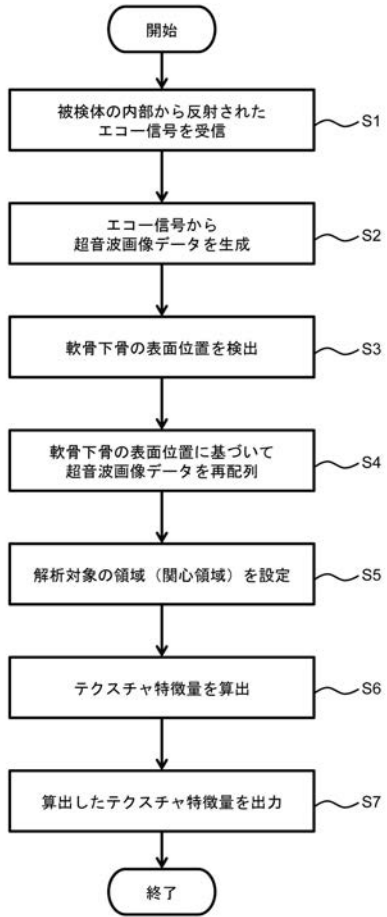 開始
被検体の内部から反射された
エコー信号を受信
S1
エコー信号から
超音波画像データを生成
S2
軟骨下骨の表面位置を検出
S3
軟骨下骨の表面位置に基づいて
超音波画像データを再配列
S4
解析対象の領域（関心領域）を設定
S5
テクスチャ特徴量を算出
S6
算出したテクスチャ特徴量を出力
S7
終了